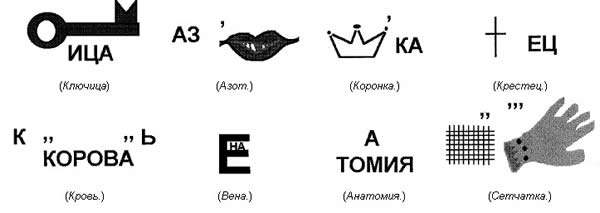 ИЦА
АЗ ’
’ КА
ЕЦ
(Ключица)
(Азот.)
(Коронка.)
(Крестец.)
К ,, ,, Ь
КОРОВА
НА
А
ТОМИЯ
,, ,,,
(Кровь.)
(Вена.)
(Анатомия.)
(Сетчатка.)